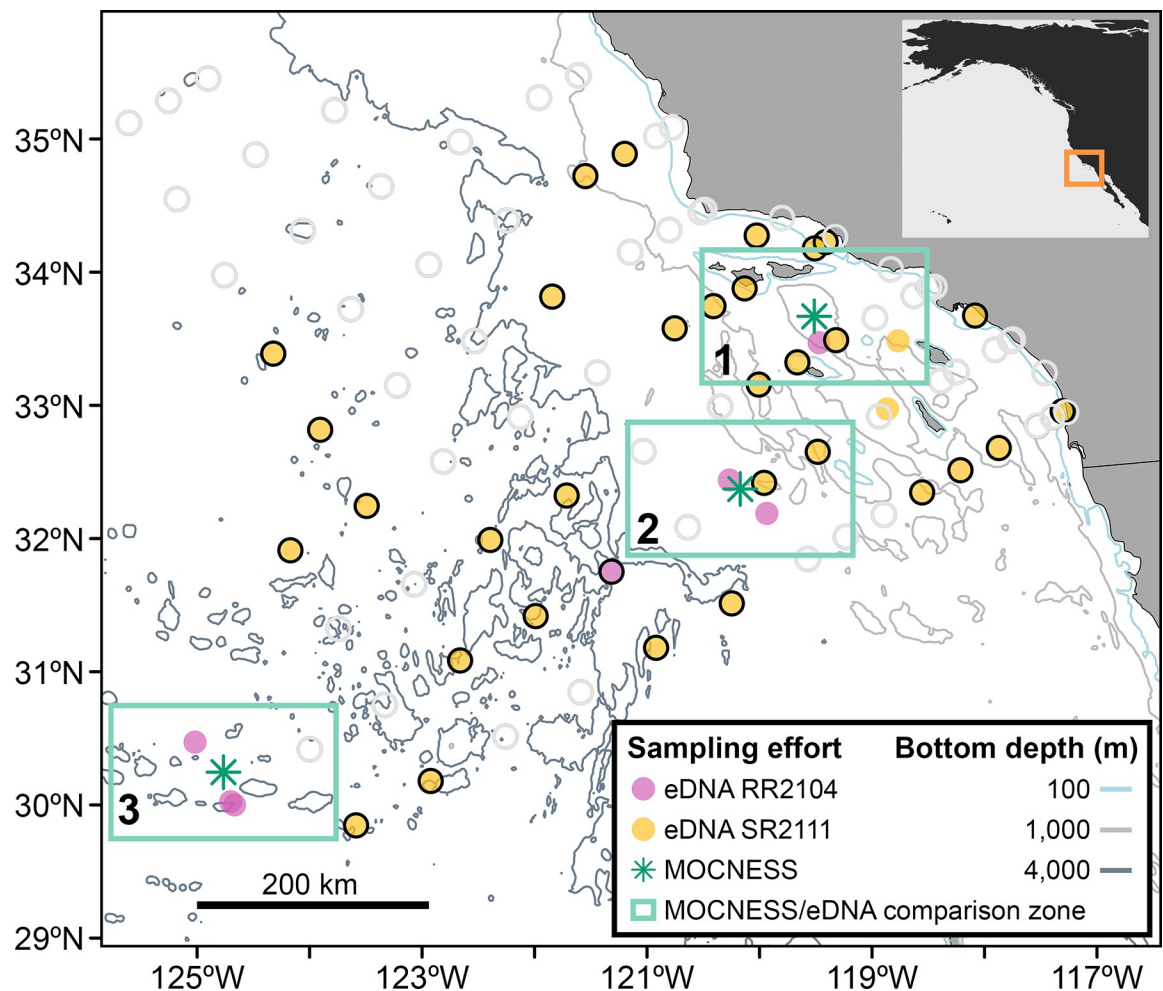 35ºN
34ºN
33ºN
32ºN
31ºN
30ºN
29ºN
1
2
3
200 km
Sampling effort Bottom depth (m)
eDNA RR2104 100
eDNA SR2111 1,000
MOCNESS 4,000
MOCNESS/eDNA comparison zone
125ºW 123ºW 121ºW 119ºW 117ºW